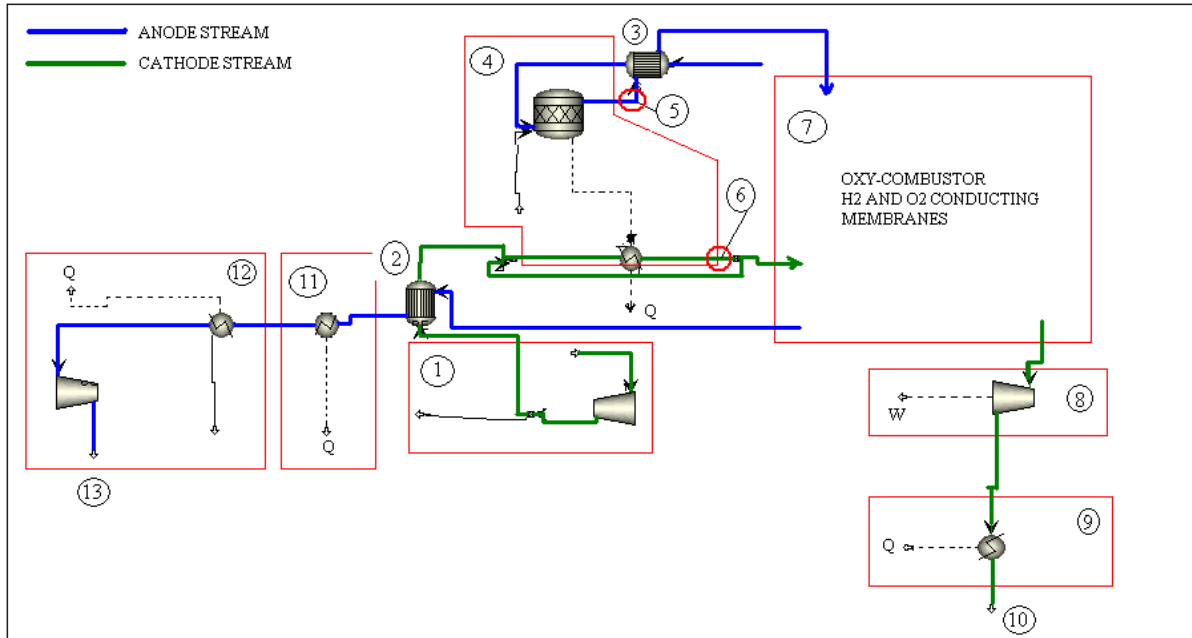 ANODE STREAM
CATHODE STREAM
3
4
5
7
OXY-COMBUSTOR
H2 AND O2 CONDUCTING
MEMBRANES
6
2
Q
12
11
Q
1
8
W
Q
13
9
Q
10